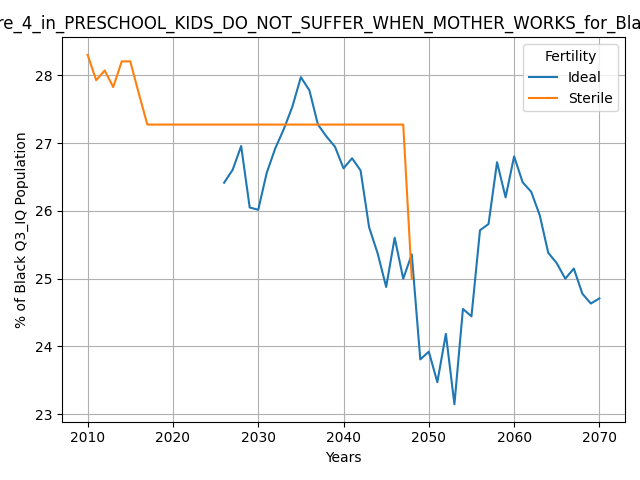 re_4_in_PRESCHOOL_KIDS_DO_NOT_SUFFER_WHEN_MOTHER_WORKS_for_Bla
Fertility
Ideal
Sterile
% of Black Q3_IQ Population
28
27
26
25
24
23
2010 2020 2030 2040 2050 2060 2070
Years